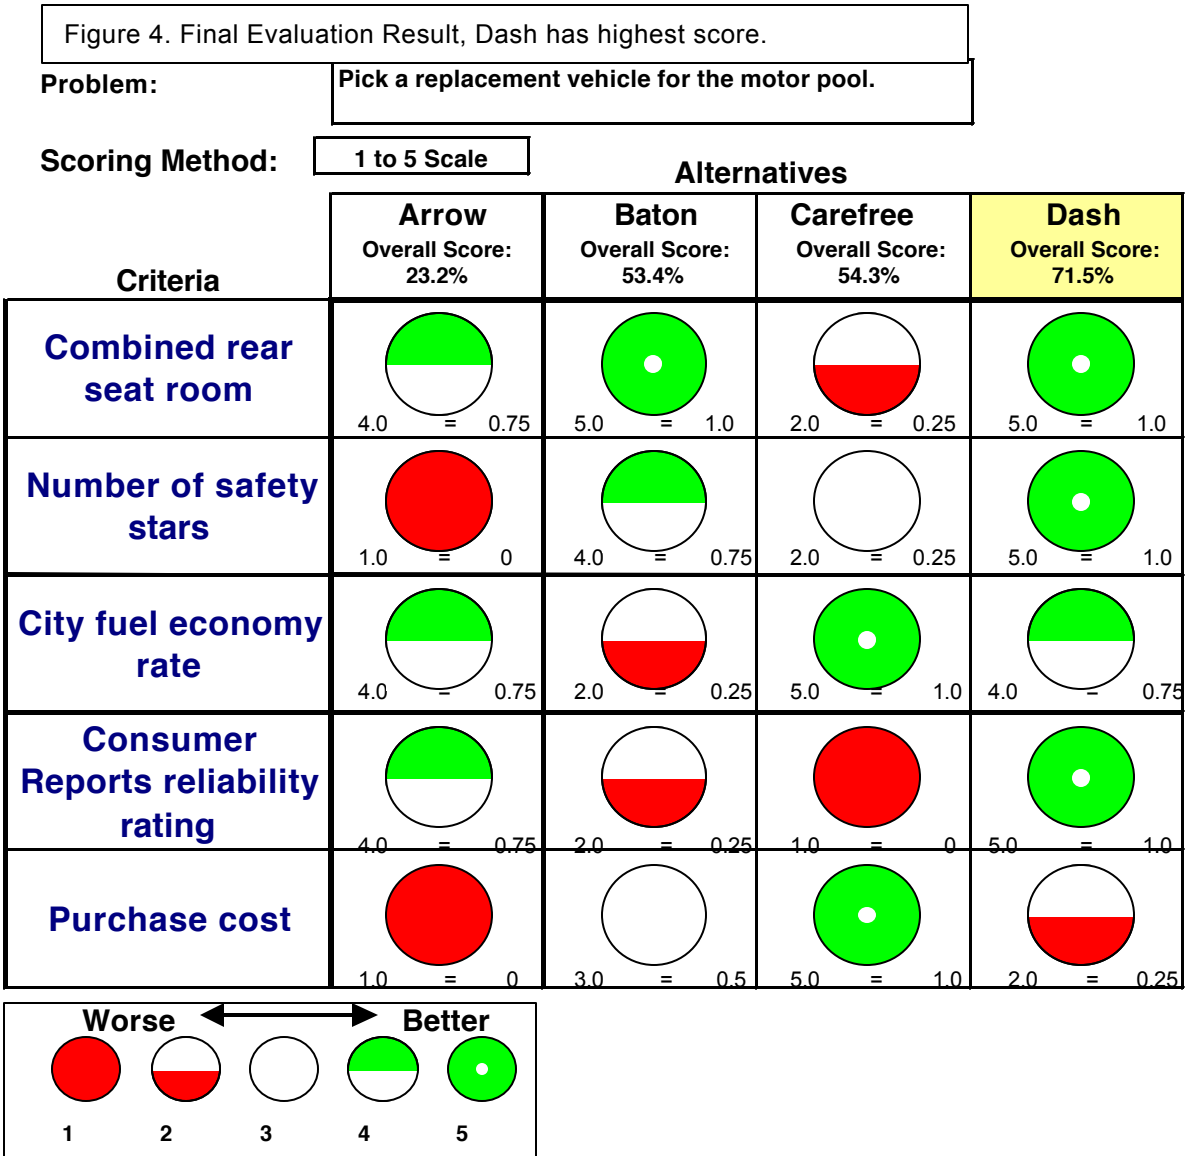 Figure 4. Final Evaluation Result, Dash has highest score.
Problem: Pick a replacement vehicle for the motor pool.
Scoring Method: 1 to 5 Scale
Alternatives
Criteria
Arrow
Overall Score:
23.2%
Baton
Overall Score:
53.4%
Carefree
Overall Score:
54.3%
Dash
Overall Score:
71.5%
Combined rear
seat room
4.0 = 0.75 5.0 = 1.0 2.0 = 0.25 5.0 = 1.0
Number of safety
stars
1.0 = 0 4.0 = 0.75 2.0 = 0.25 5.0 = 1.0
City fuel economy
rate
4.0 = 0.75 2.0 = 0.25 5.0 = 1.0 4.0 = 0.75
Consumer
Reports reliability
rating
4.0 = 0.75 2.0 = 0.25 1.0 = 0 5.0 = 1.0
Purchase cost
1.0 = 0 3.0 = 0.5 5.0 = 1.0 2.0 = 0.25
Worse Better
1 2 3 4 5